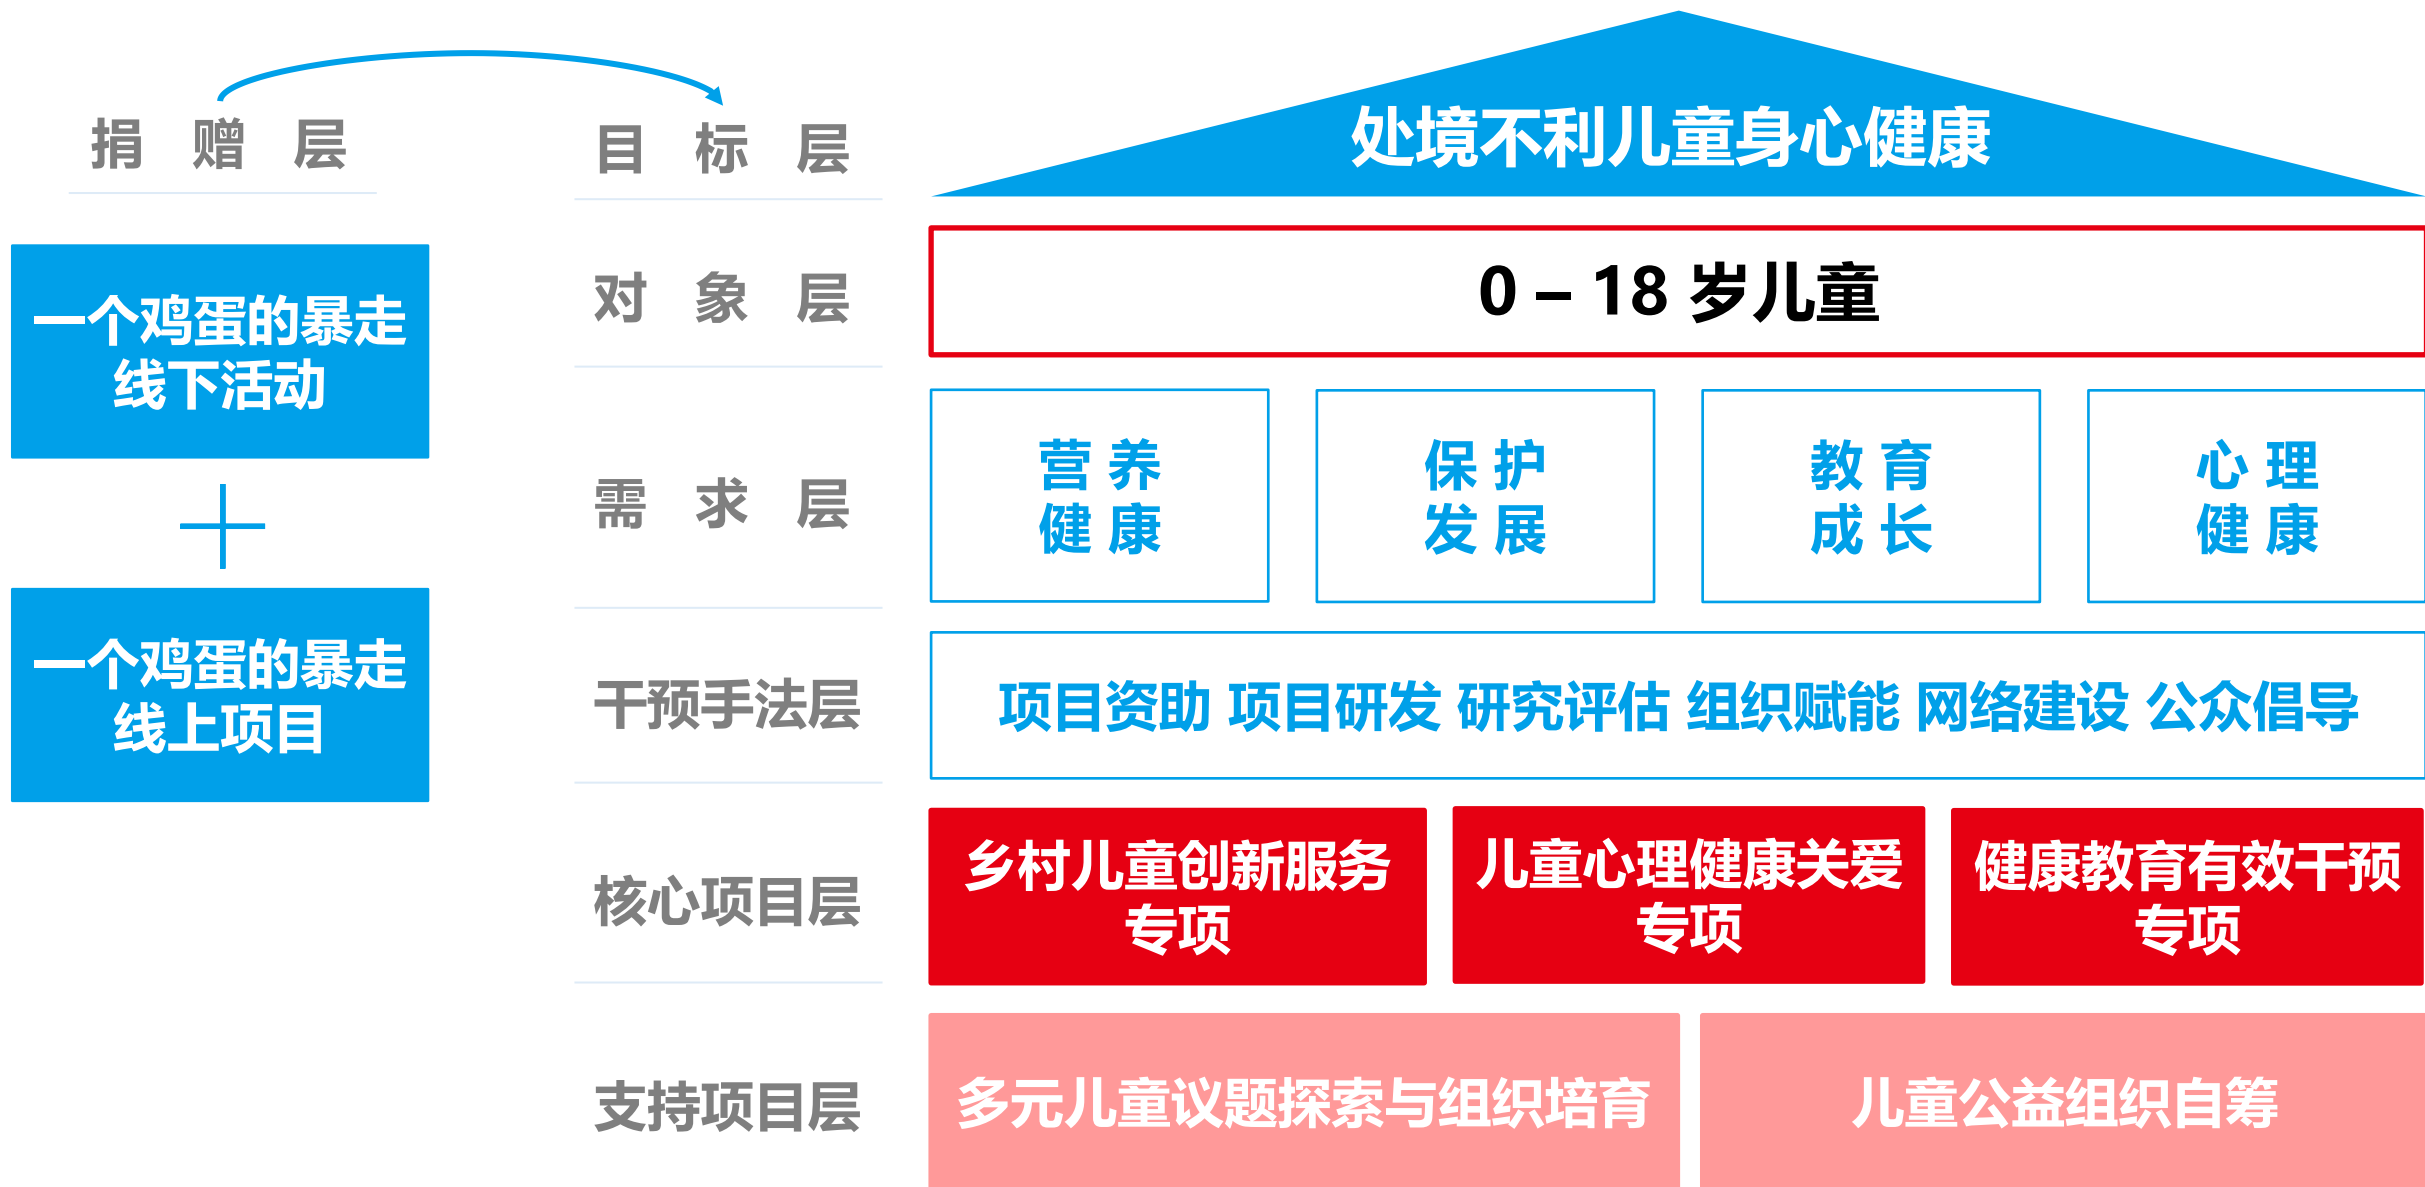 捐 赠 层
一个鸡蛋的暴走
线下活动
一个鸡蛋的暴走
线上项目
目 标 层
处境不利儿童身心健康
对 象 层
0 – 18 岁儿童
需 求 层
营 养
健 康
保 护
发 展
教 育
成 长
心 理
健 康
干预手法层
项目资助 项目研发 研究评估 组织赋能 网络建设 公众倡导
核心项目层
乡村儿童创新服务
专项
儿童心理健康关爱
专项
健康教育有效干预
专项
支持项目层
多元儿童议题探索与组织培育
儿童公益组织自筹